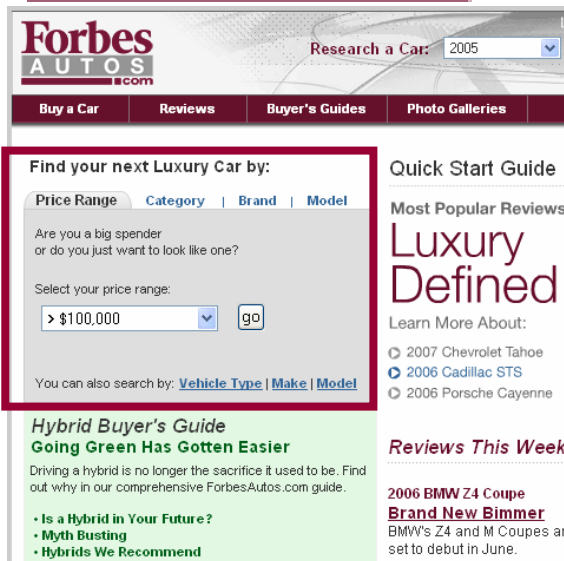 Forbes
AUTOS
.com
Research a Car: 2005
Buy a Car Reviews Buyer's Guides Photo Galleries
Find your next Luxury Car by:
Price Range Category | Brand | Model
Are you a big spender
or do you just want to look like one?
Select your price range:
> $100,000 go
You can also search by: Vehicle Type | Make | Model
Hybrid Buyer's Guide
Going Green Has Gotten Easier
Driving a hybrid is no longer the sacrifice it used to be. Find
out why in our comprehensive ForbesAutos.com guide.
• Is a Hybrid in Your Future?
• Myth Busting
• Hybrids We Recommend
Quick Start Guide
Most Popular Reviews
Luxury
Defined
Learn More About:
2007 Chevrolet Tahoe
2006 Cadillac STS
2006 Porsche Cayenne
Reviews This Week
2006 BMW Z4 Coupe
Brand New Bimmer
BMW's Z4 and M Coupes ar
set to debut in June.